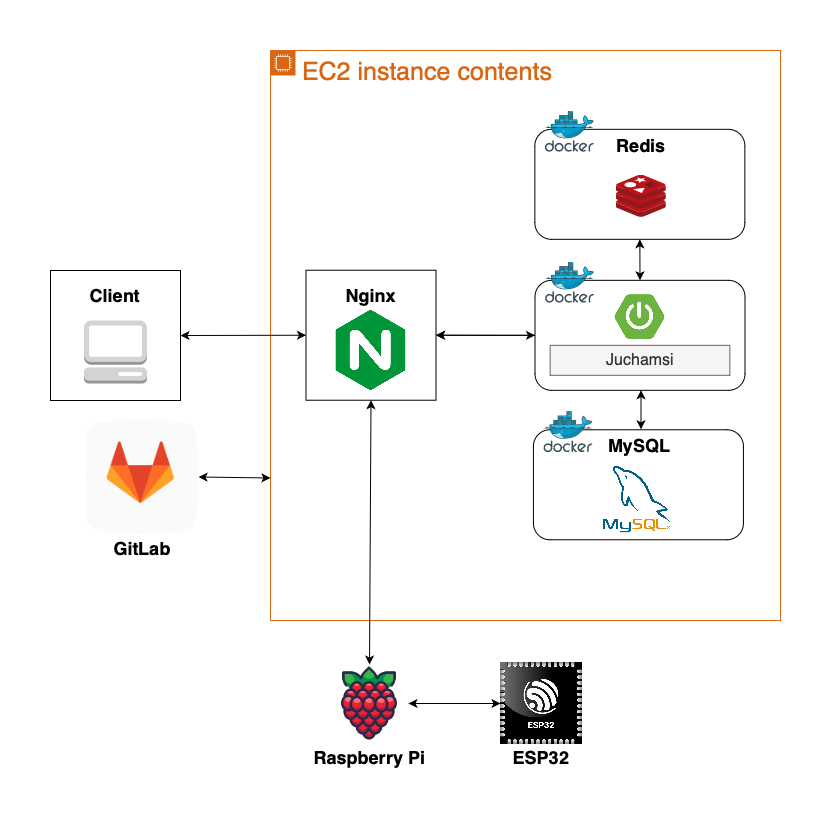 EC2 instance contents
docker
Redis
Client
Nginx
docker
Juchamsi
docker
MySQL
MySQL
GitLab
ESP32
Raspberry Pi
ESP32